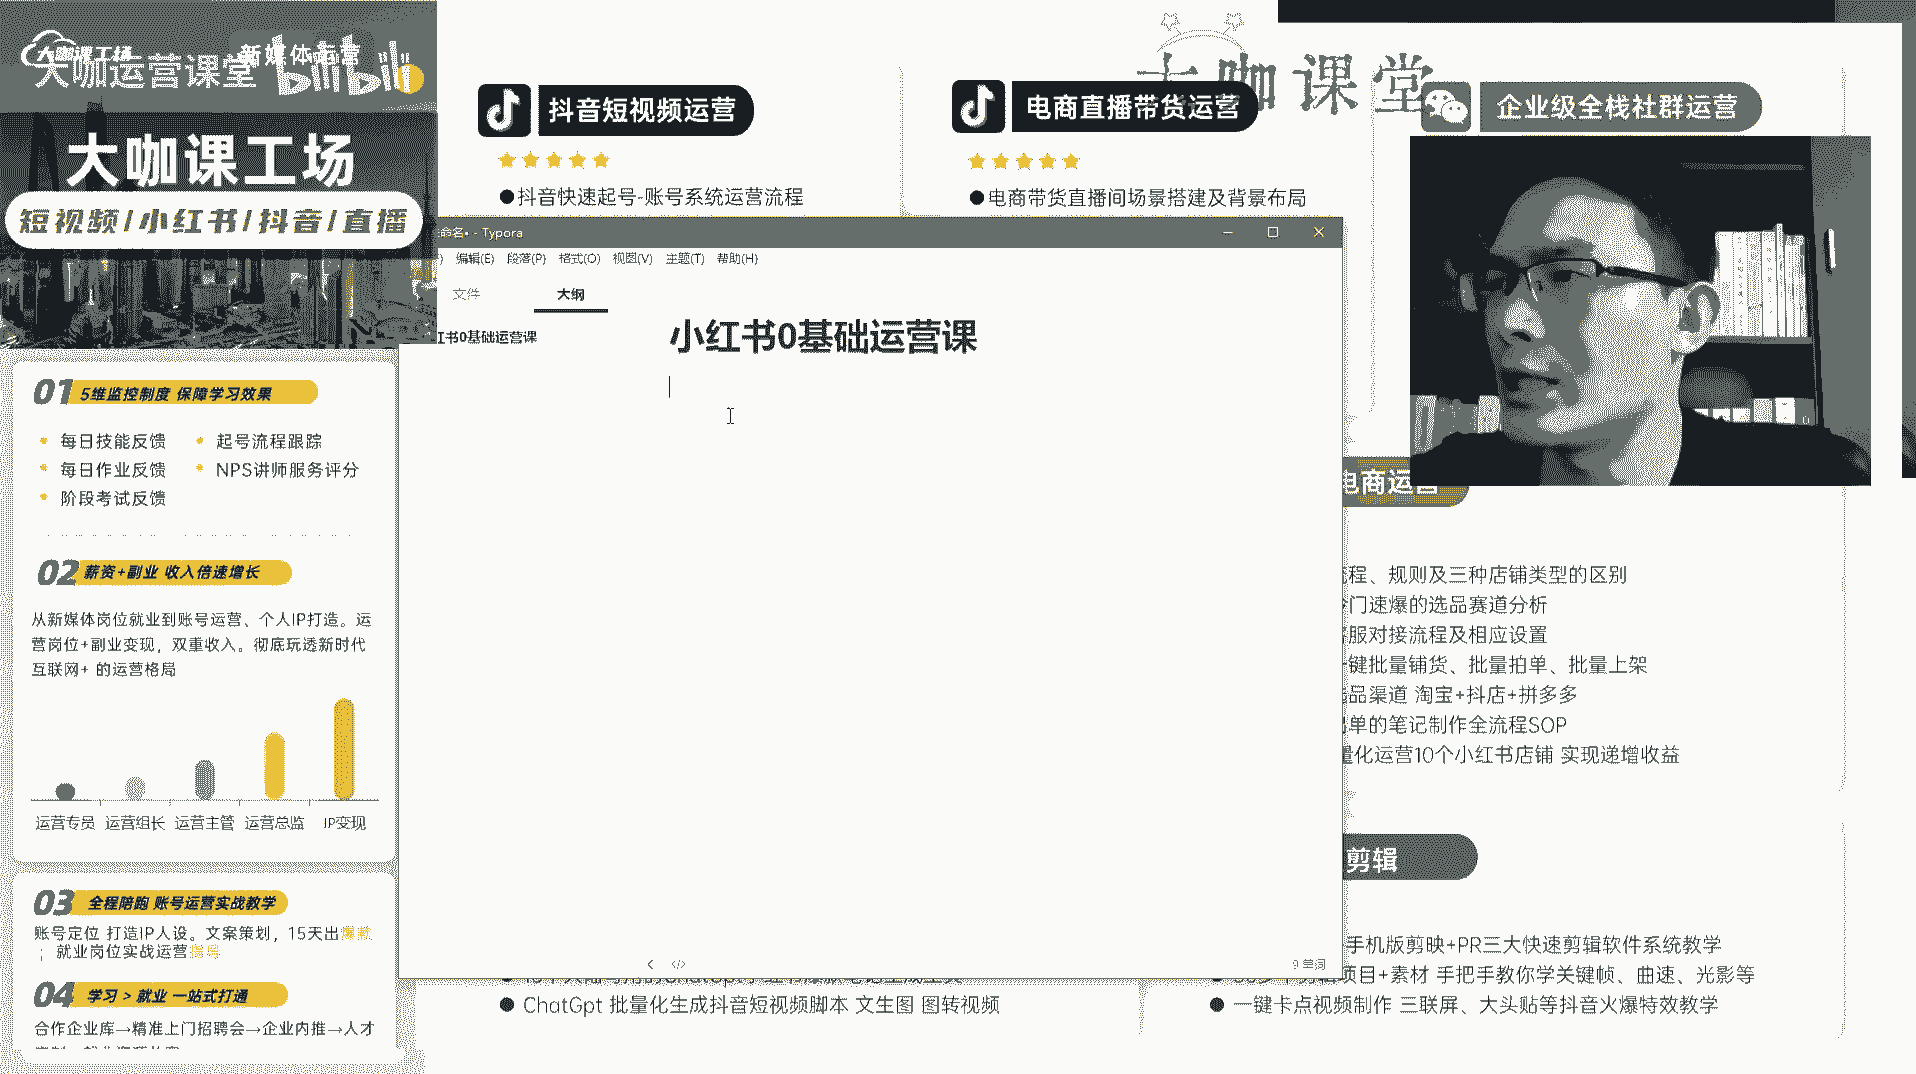 大咖课工场
大咖运营课堂
新媒体运营
bilibili
大咖课工场
短视频/小红书/抖音/直播
01 5维监控制度 保障学习效果
每日技能反馈
起号流程跟踪
每日作业反馈
NPS讲师服务评分
阶段考试反馈
02 薪资+副业 收入倍速增长
从新媒体岗位就业到账号运营、个人IP打造。运
营岗位+副业变现，双重收入。彻底玩透新时代
互联网+ 的运营格局
运营专员 运营组长 运营主管 运营总监 IP变现
03 全程陪跑 账号运营实战教学
账号定位 打造IP人设。文案策划，15天出爆款
就业岗位实战运营指导
04 学习 > 就业 一站式打通
合作企业库→精准上门招聘会→企业内推→人才
抖音短视频运营
●抖音快速起号-账号系统运营流程
电商直播带货运营
●电商带货直播间场景搭建及背景布局
大咖课堂
企业级全栈社群运营
命名• - Typora
编辑(E) 段落(P) 格式(O) 视图(V) 主题(T) 帮助(H)
文件
大纲
书0基础运营课
小红书0基础运营课
9 单词
电商运营
程、规则及三种店铺类型的区别
门速爆的选品赛道分析
服对接流程及相应设置
键批量铺货、批量拍单、批量上架
品渠道 淘宝+抖店+拼多多
单的笔记制作全流程SOP
量化运营10个小红书店铺 实现递增收益
剪辑
手机版剪映+PR三大快速剪辑软件系统教学
项目+素材 手把手教你学关键帧、曲速、光影等
● 一键卡点视频制作 三联屏、大头贴等抖音火爆特效教学
● ChatGpt 批量化生成抖音短视频脚本 文生图 图转视频